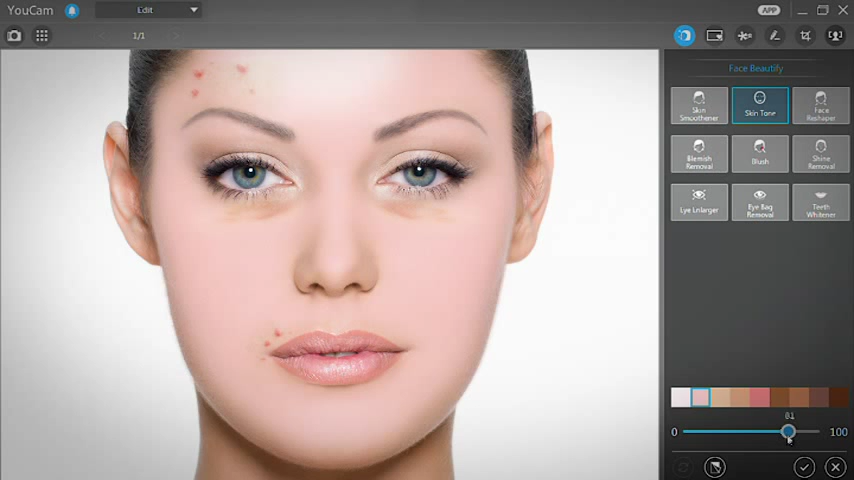 YouCam
Edit
APP
1/1
Face Beautify
Skin
Smoothener
Skin Tone
Face
Reshaper
Blemish
Removal
Blush
Shine
Removal
Eye Enlarger
Eye Bag
Removal
Teeth
Whitener
81
0
100